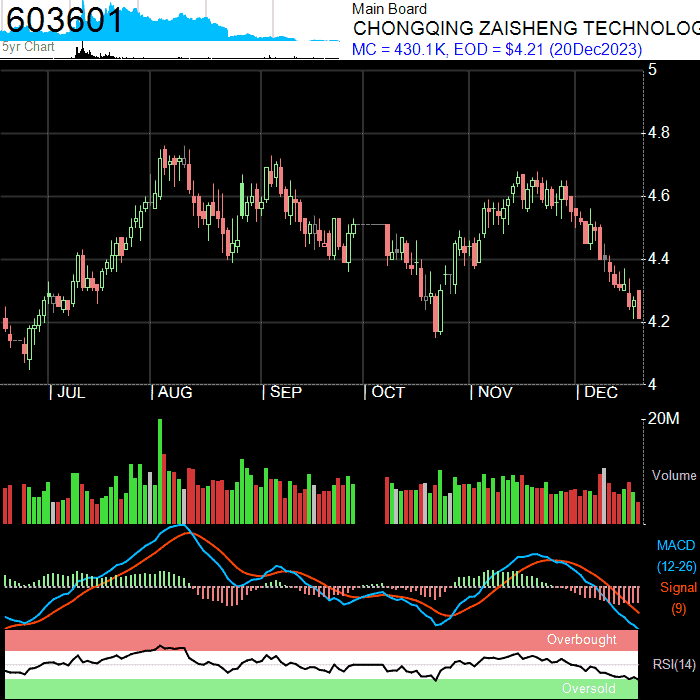 603601
5yr Chart
Main Board
CHONGQING ZAISHENG TECHNOLOG
MC = 430.1K, EOD = $4.21 (20Dec2023)
5
4.8
4.6
4.4
4.2
4
JUL
AUG
SEP
OCT
NOV
DEC
20M
Volume
MACD
(12-26)
Signal
(9)
Overbought
RSI(14)
Oversold